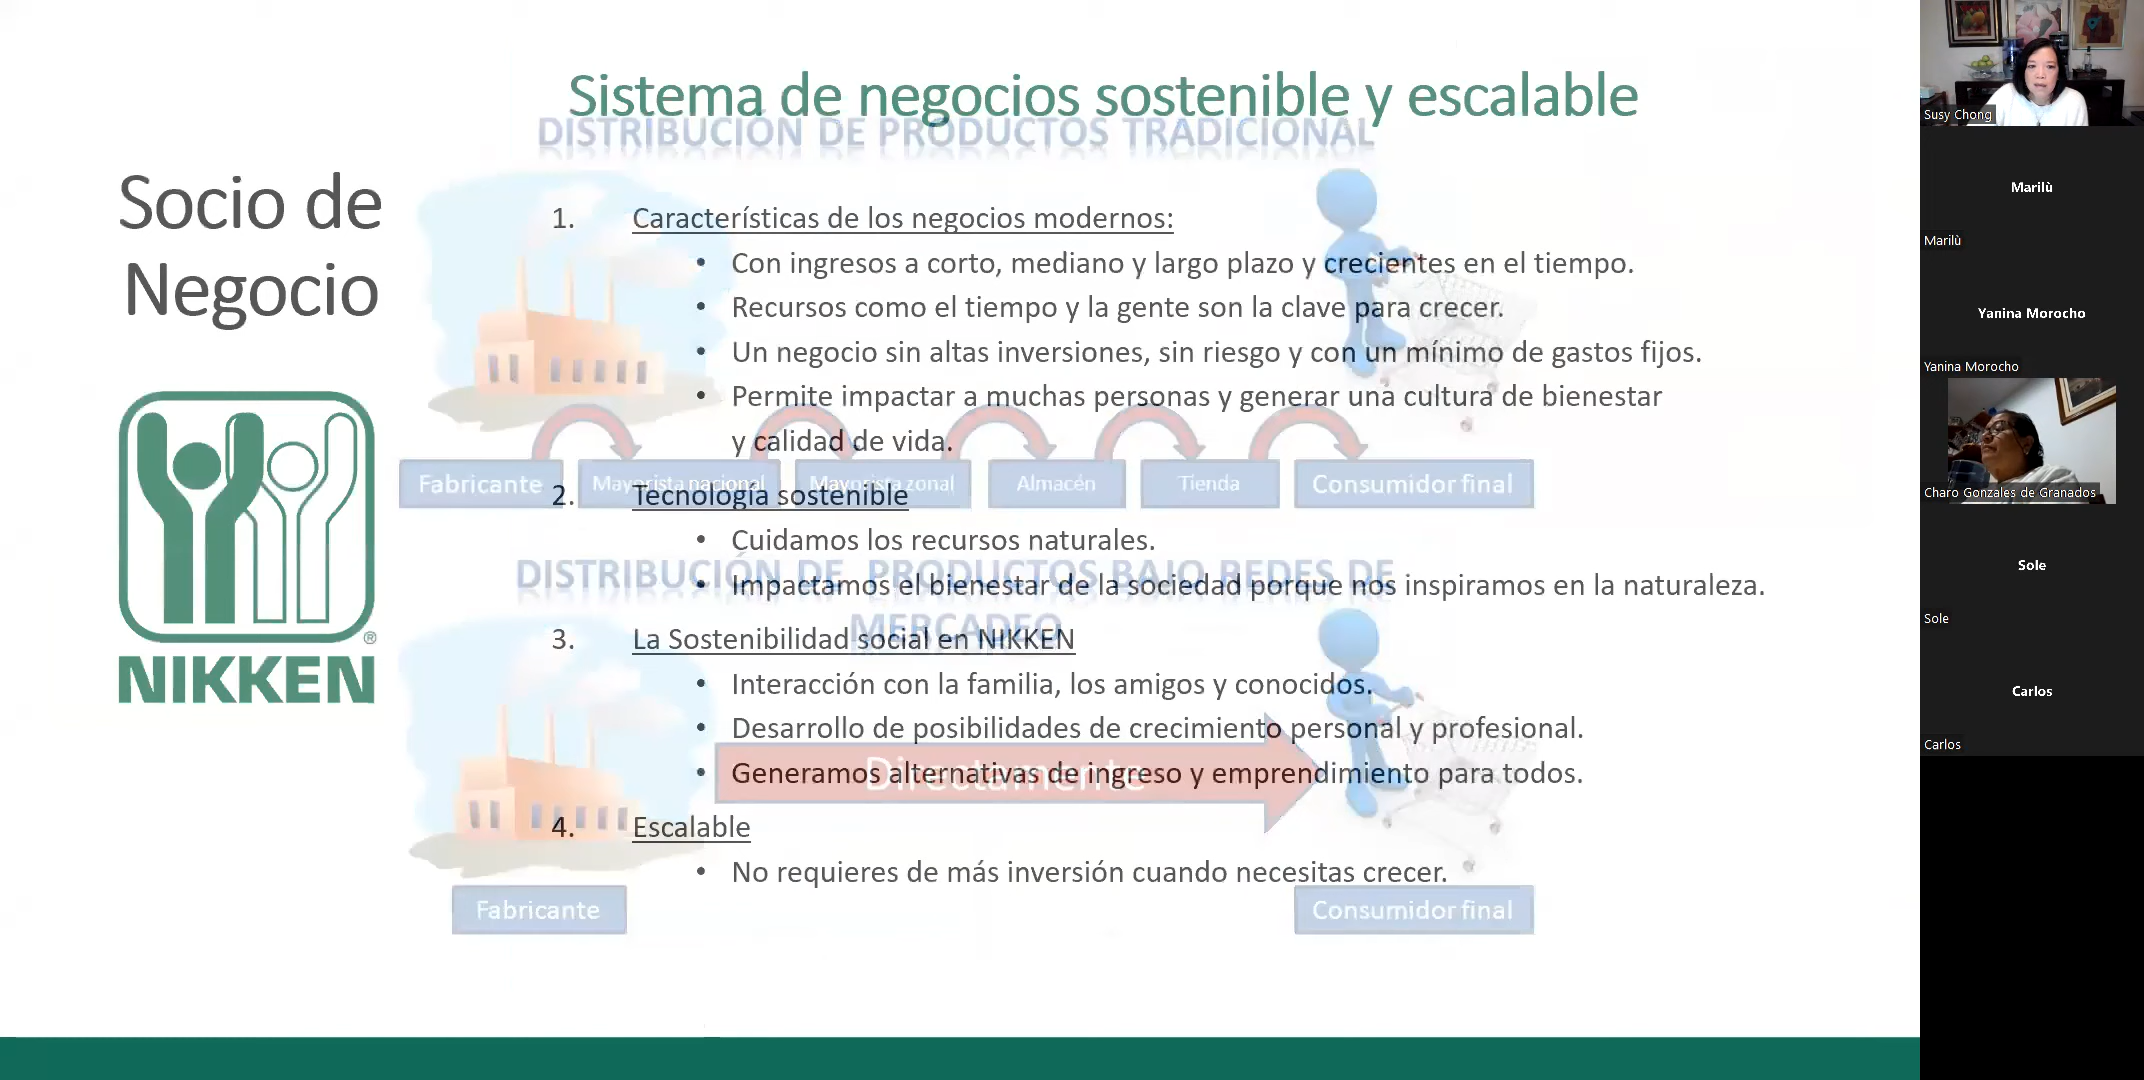 Sistema de negocios sostenible y escalable
DISTRIBUCIÓN DE PRODUCTOS TRADICIONAL
Socio de
Negocio
1. Características de los negocios modernos:
• Con ingresos a corto, mediano y largo plazo y crecientes en el tiempo.
• Recursos como el tiempo y la gente son la clave para crecer.
• Un negocio sin altas inversiones, sin riesgo y con un mínimo de gastos fijos.
• Permite impactar a muchas personas y generar una cultura de bienestar
y calidad de vida.
Fabricante
Mayorista nacional
Mayorista zonal
Almacén
Tienda
Consumidor final
2. Tecnología sostenible
• Cuidamos los recursos naturales.
DISTRIBUCIÓN DE PRODUCTOS BAJO REDES DE
MERCADEO
• Impactamos el bienestar de la sociedad porque nos inspiramos en la naturaleza.
3. La Sostenibilidad social en NIKKEN
• Interacción con la familia, los amigos y conocidos.
• Desarrollo de posibilidades de crecimiento personal y profesional.
Directamente
• Generamos alternativas de ingreso y emprendimiento para todos.
4. Escalable
• No requieres de más inversión cuando necesitas crecer.
Fabricante
Consumidor final
®
NIKKEN
Susy Chong
Marilù
Marilù
Yanina Morocho
Yanina Morocho
Charo Gonzales de Granados
Sole
Sole
Carlos
Carlos